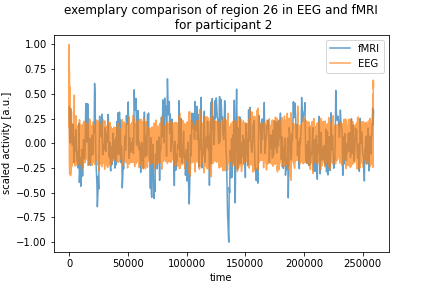 exemplary comparison of region 26 in EEG and fMRI
for participant 2
fMRI
EEG
scaled activity [a.u.]
1.00
0.75
0.50
0.25
0.00
−0.25
−0.50
−0.75
−1.00
0
50000
100000
150000
200000
250000
time